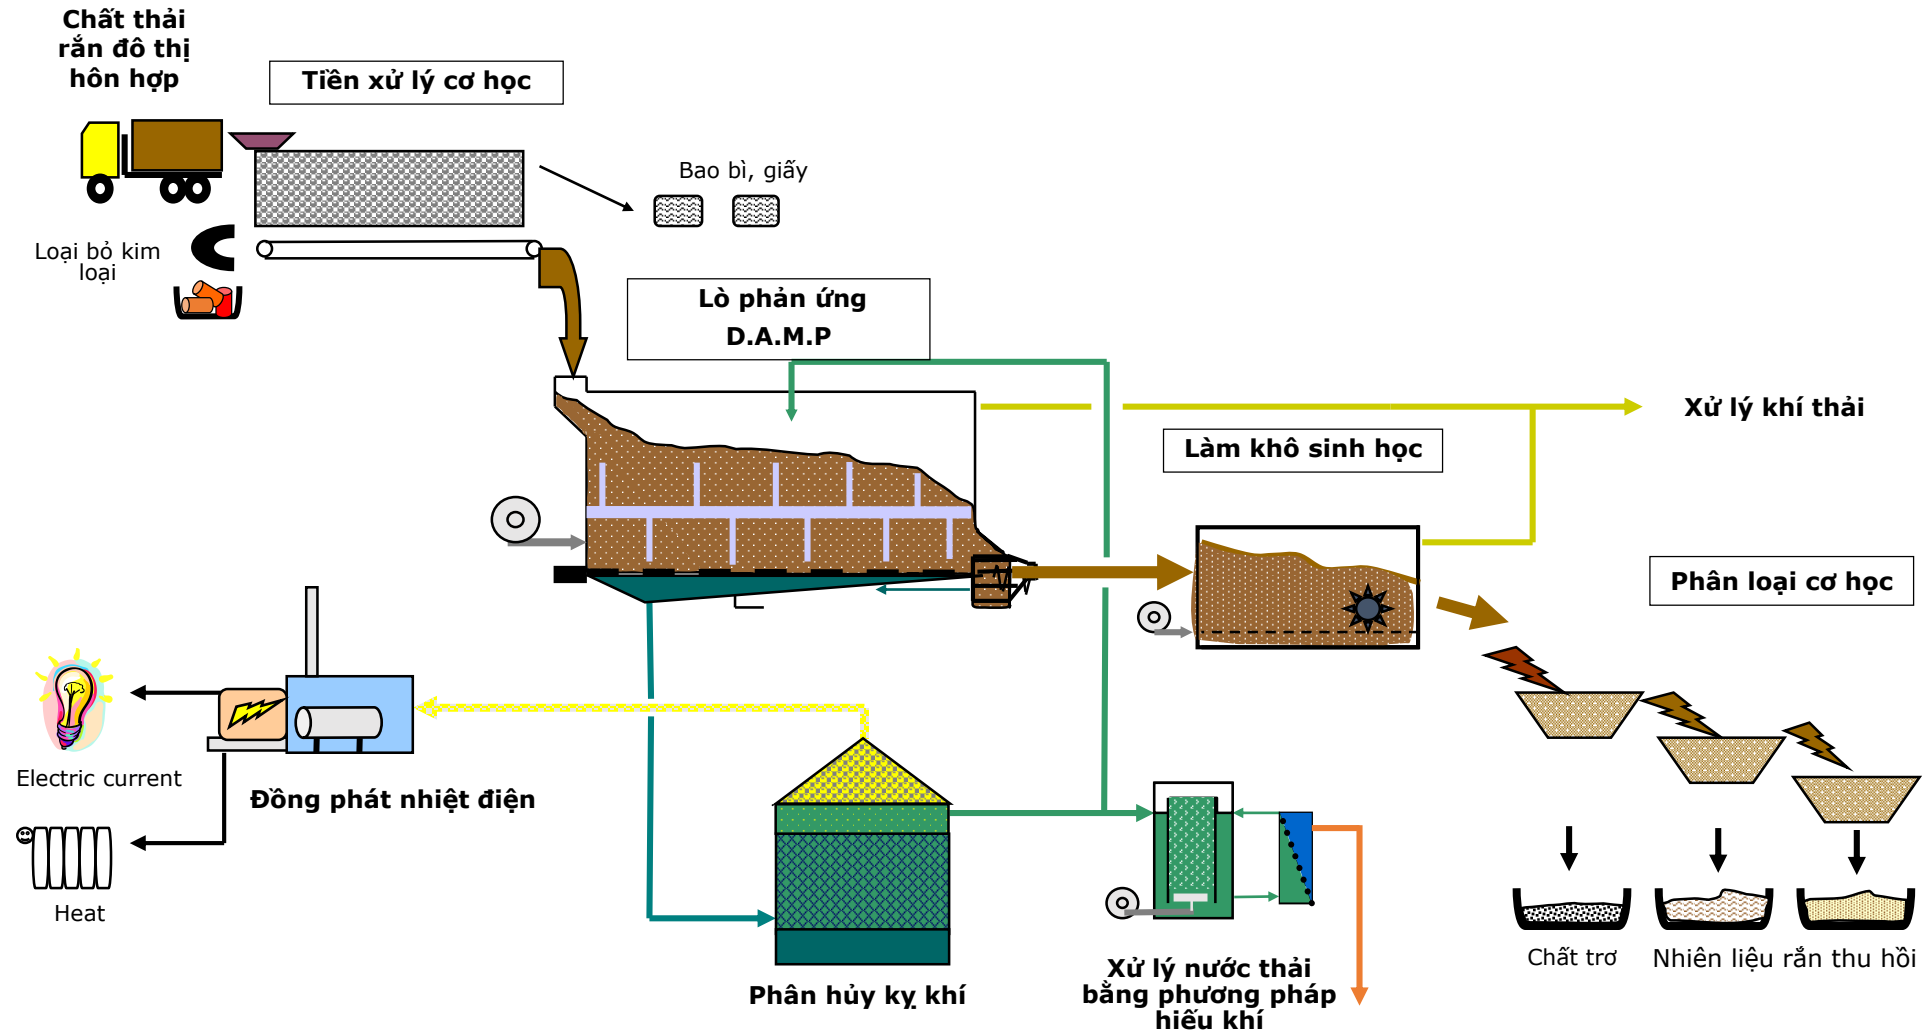 Chất thải
rắn đô thị
hôn hợp
Tiền xử lý cơ học
Bao bì, giấy
Loại bỏ kim
loại
Lò phản ứng
D.A.M.P
Xử lý khí thải
Làm khô sinh học
Phân loại cơ học
Electric current
Đồng phát nhiệt điện
Heat
Chất trơ
Nhiên liệu rắn thu hồi
Phân hủy kỵ khí
Xử lý nước thải
bằng phương pháp
hiếu khí